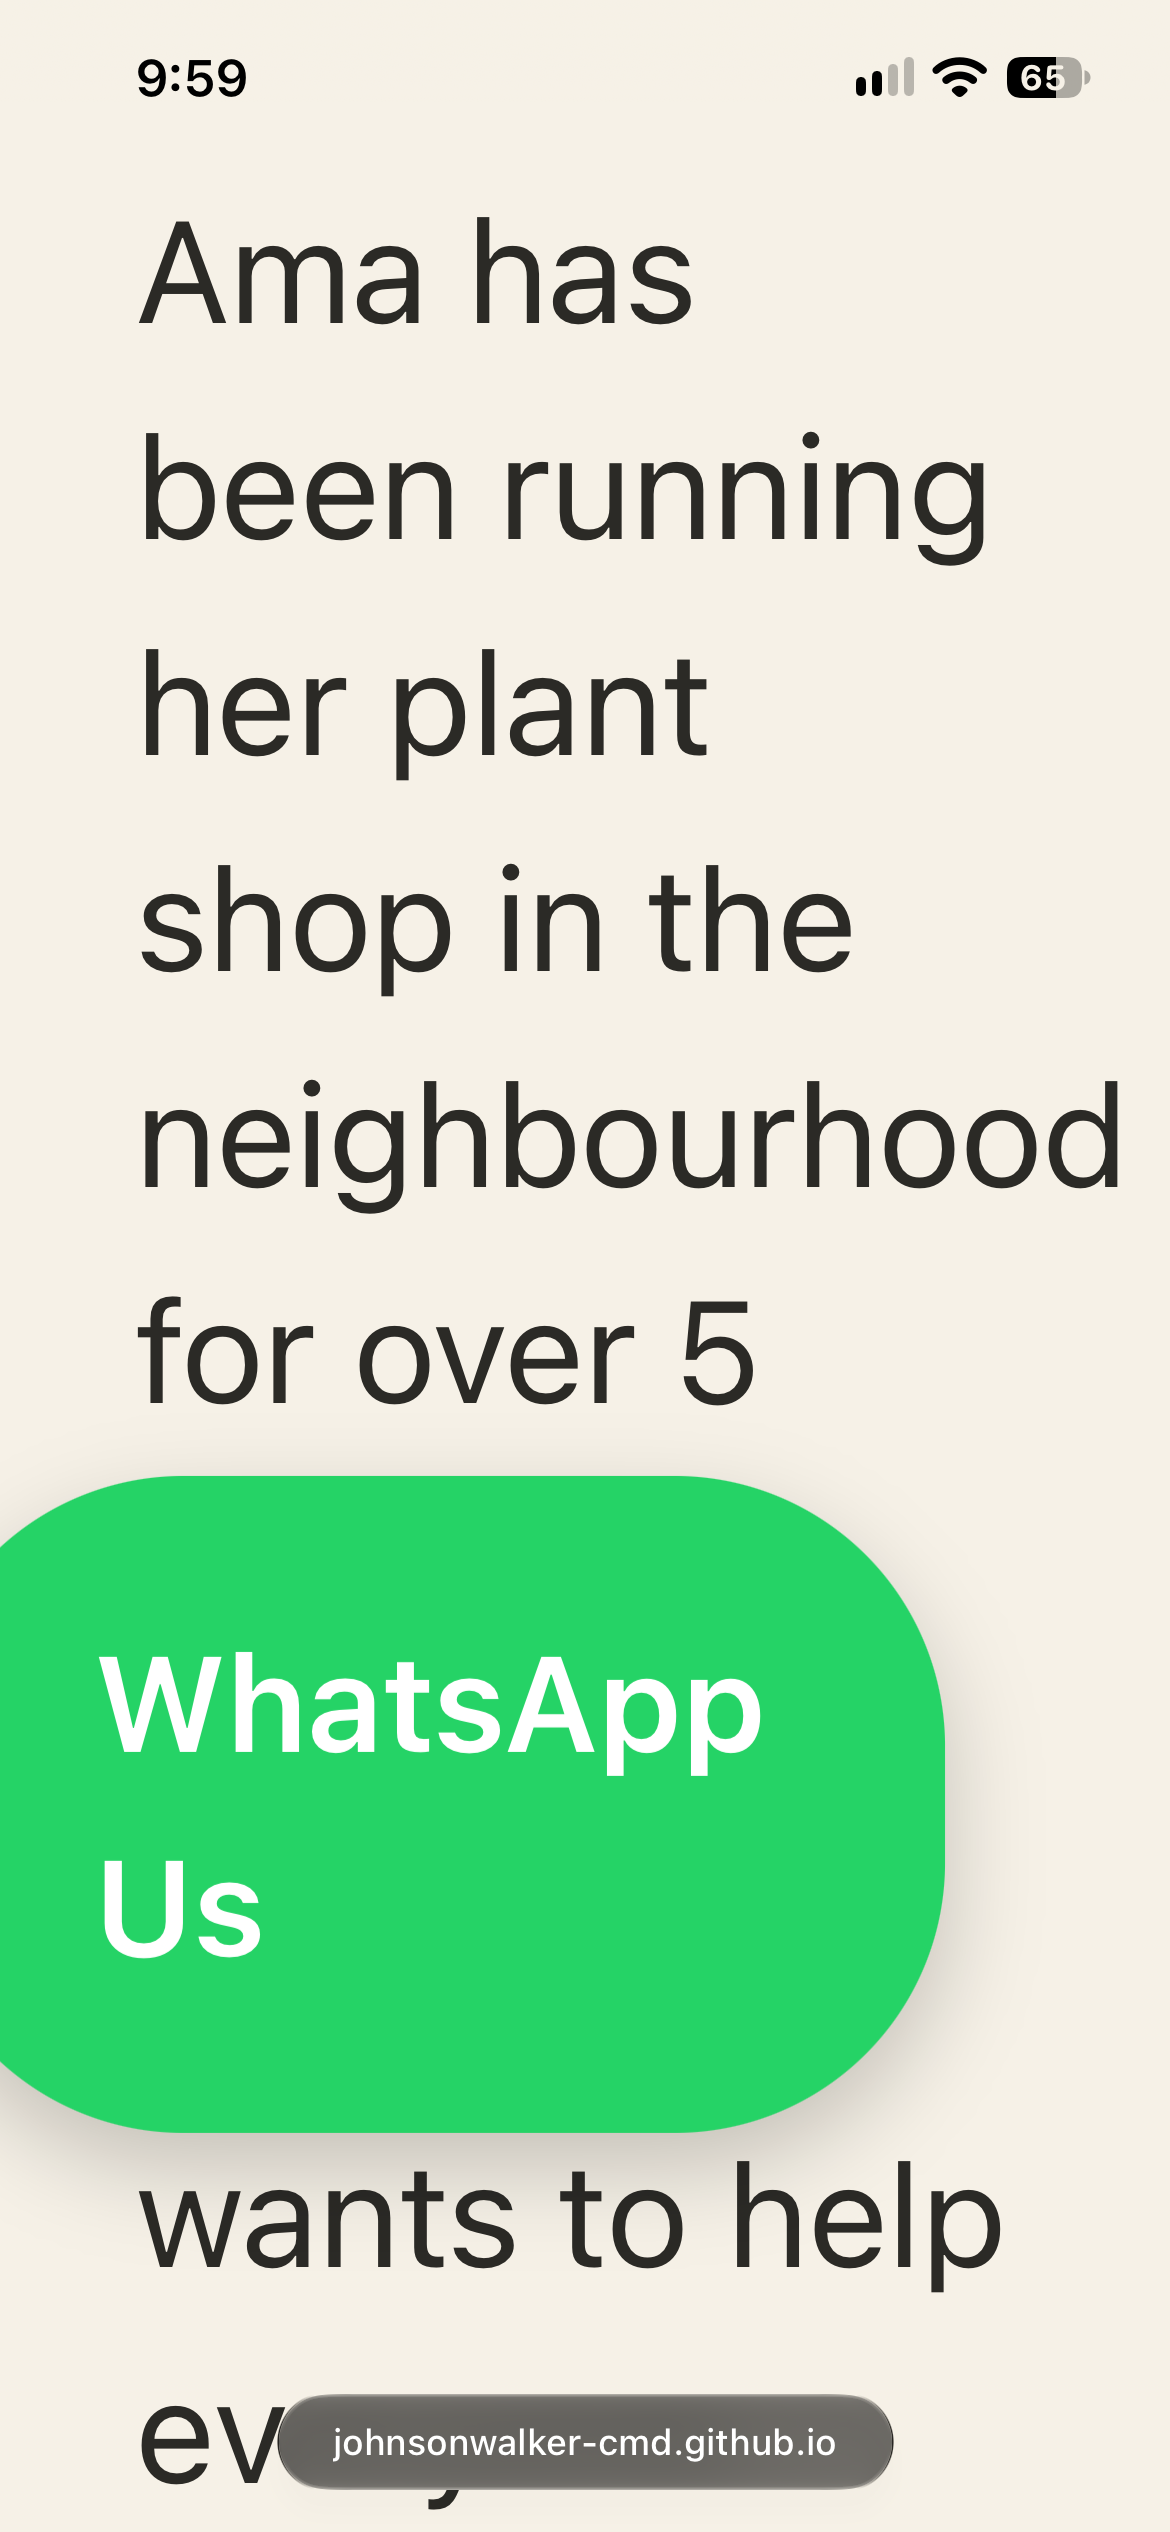 9:59
65
Ama has
been running
her plant
shop in the
neighbourhood
for over 5
WhatsApp
Us
wants to help
johnsonwalker-cmd.github.io